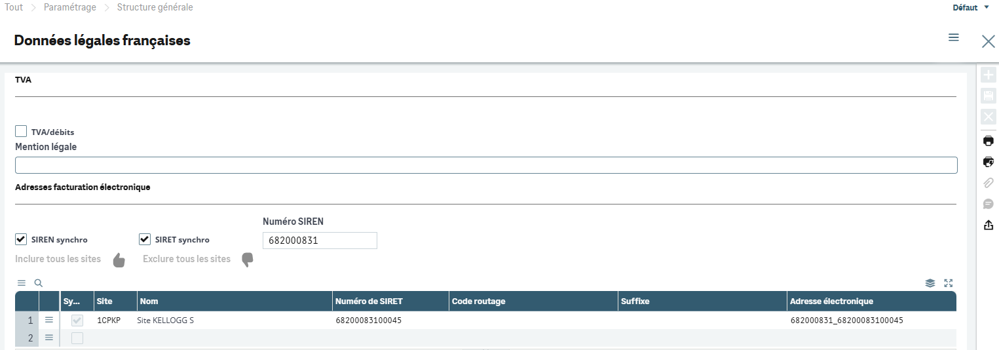 Tout Paramétrage Structure générale
Défaut
Données légales françaises
TVA
TVA/débits
Mention légale
Adresses facturation électronique
Numéro SIREN
SIREN synchro SIRET synchro 682000831
Inclure tous les sites Exclure tous les sites
Sy... Site Nom Numéro de SIRET Code routage Suffixe Adresse électronique
1 1CPKP Site KELLOGG S 68200083100045 682000831_68200083100045
2